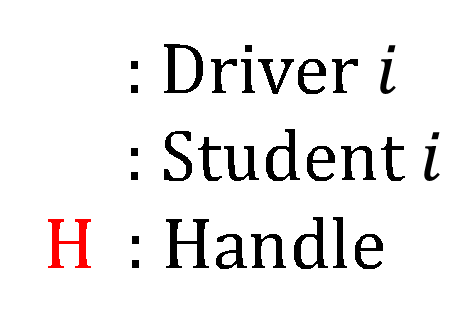 : Driver i
: Student i
H : Handle